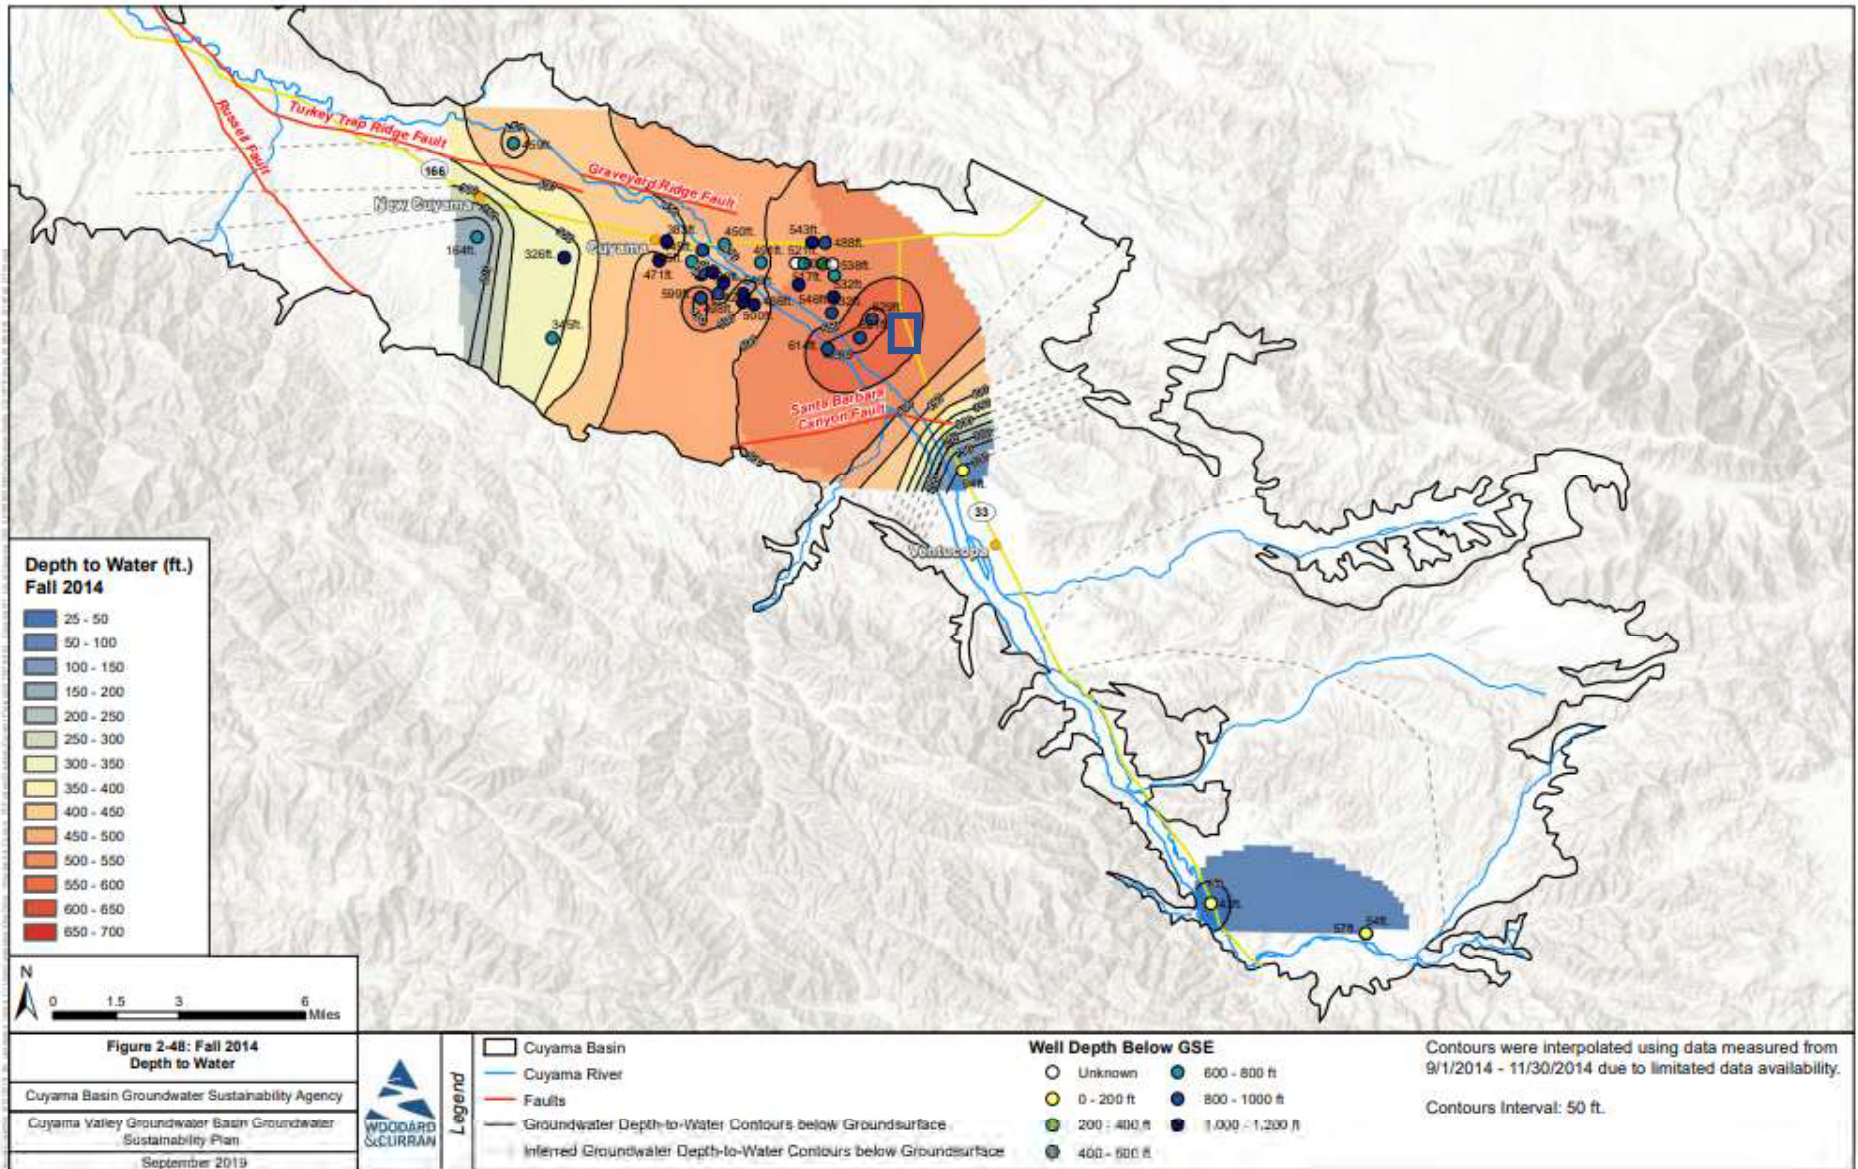 Turkey Trap Ridge Fault
Russell Fault
166
Graveyard Ridge Fault
New Cuyama
Cuyama
459ft.
164ft.
326ft.
345ft.
383ft.
450ft.
471ft.
491ft.
599ft.
500ft.
543ft.
488ft.
521ft.
538ft.
517ft.
532ft.
546ft.
614ft.
Santa Barbara
Canyon Fault
33
Ventucopa
57ft.
54ft.
Depth to Water (ft.)
Fall 2014
25 - 50
50 - 100
100 - 150
150 - 200
200 - 250
250 - 300
300 - 350
350 - 400
400 - 450
450 - 500
500 - 550
550 - 600
600 - 650
650 - 700
N
0 1.5 3 6
Miles
Figure 2-48: Fall 2014
Depth to Water
Cuyama Basin Groundwater Sustainability Agency
Cuyama Valley Groundwater Basin Groundwater
Sustainability Plan
September 2019
WOODARD
&CURRAN
Legend
Cuyama Basin
Cuyama River
Faults
Groundwater Depth-to-Water Contours below Groundsurface
Inferred Groundwater Depth-to-Water Contours below Groundsurface
Well Depth Below GSE
Unknown
0 - 200 ft
200 - 400 ft
400 - 600 ft
600 - 800 ft
800 - 1000 ft
1,000 - 1,200 ft
Contours were interpolated using data measured from
9/1/2014 - 11/30/2014 due to limitated data availability.
Contours Interval: 50 ft.